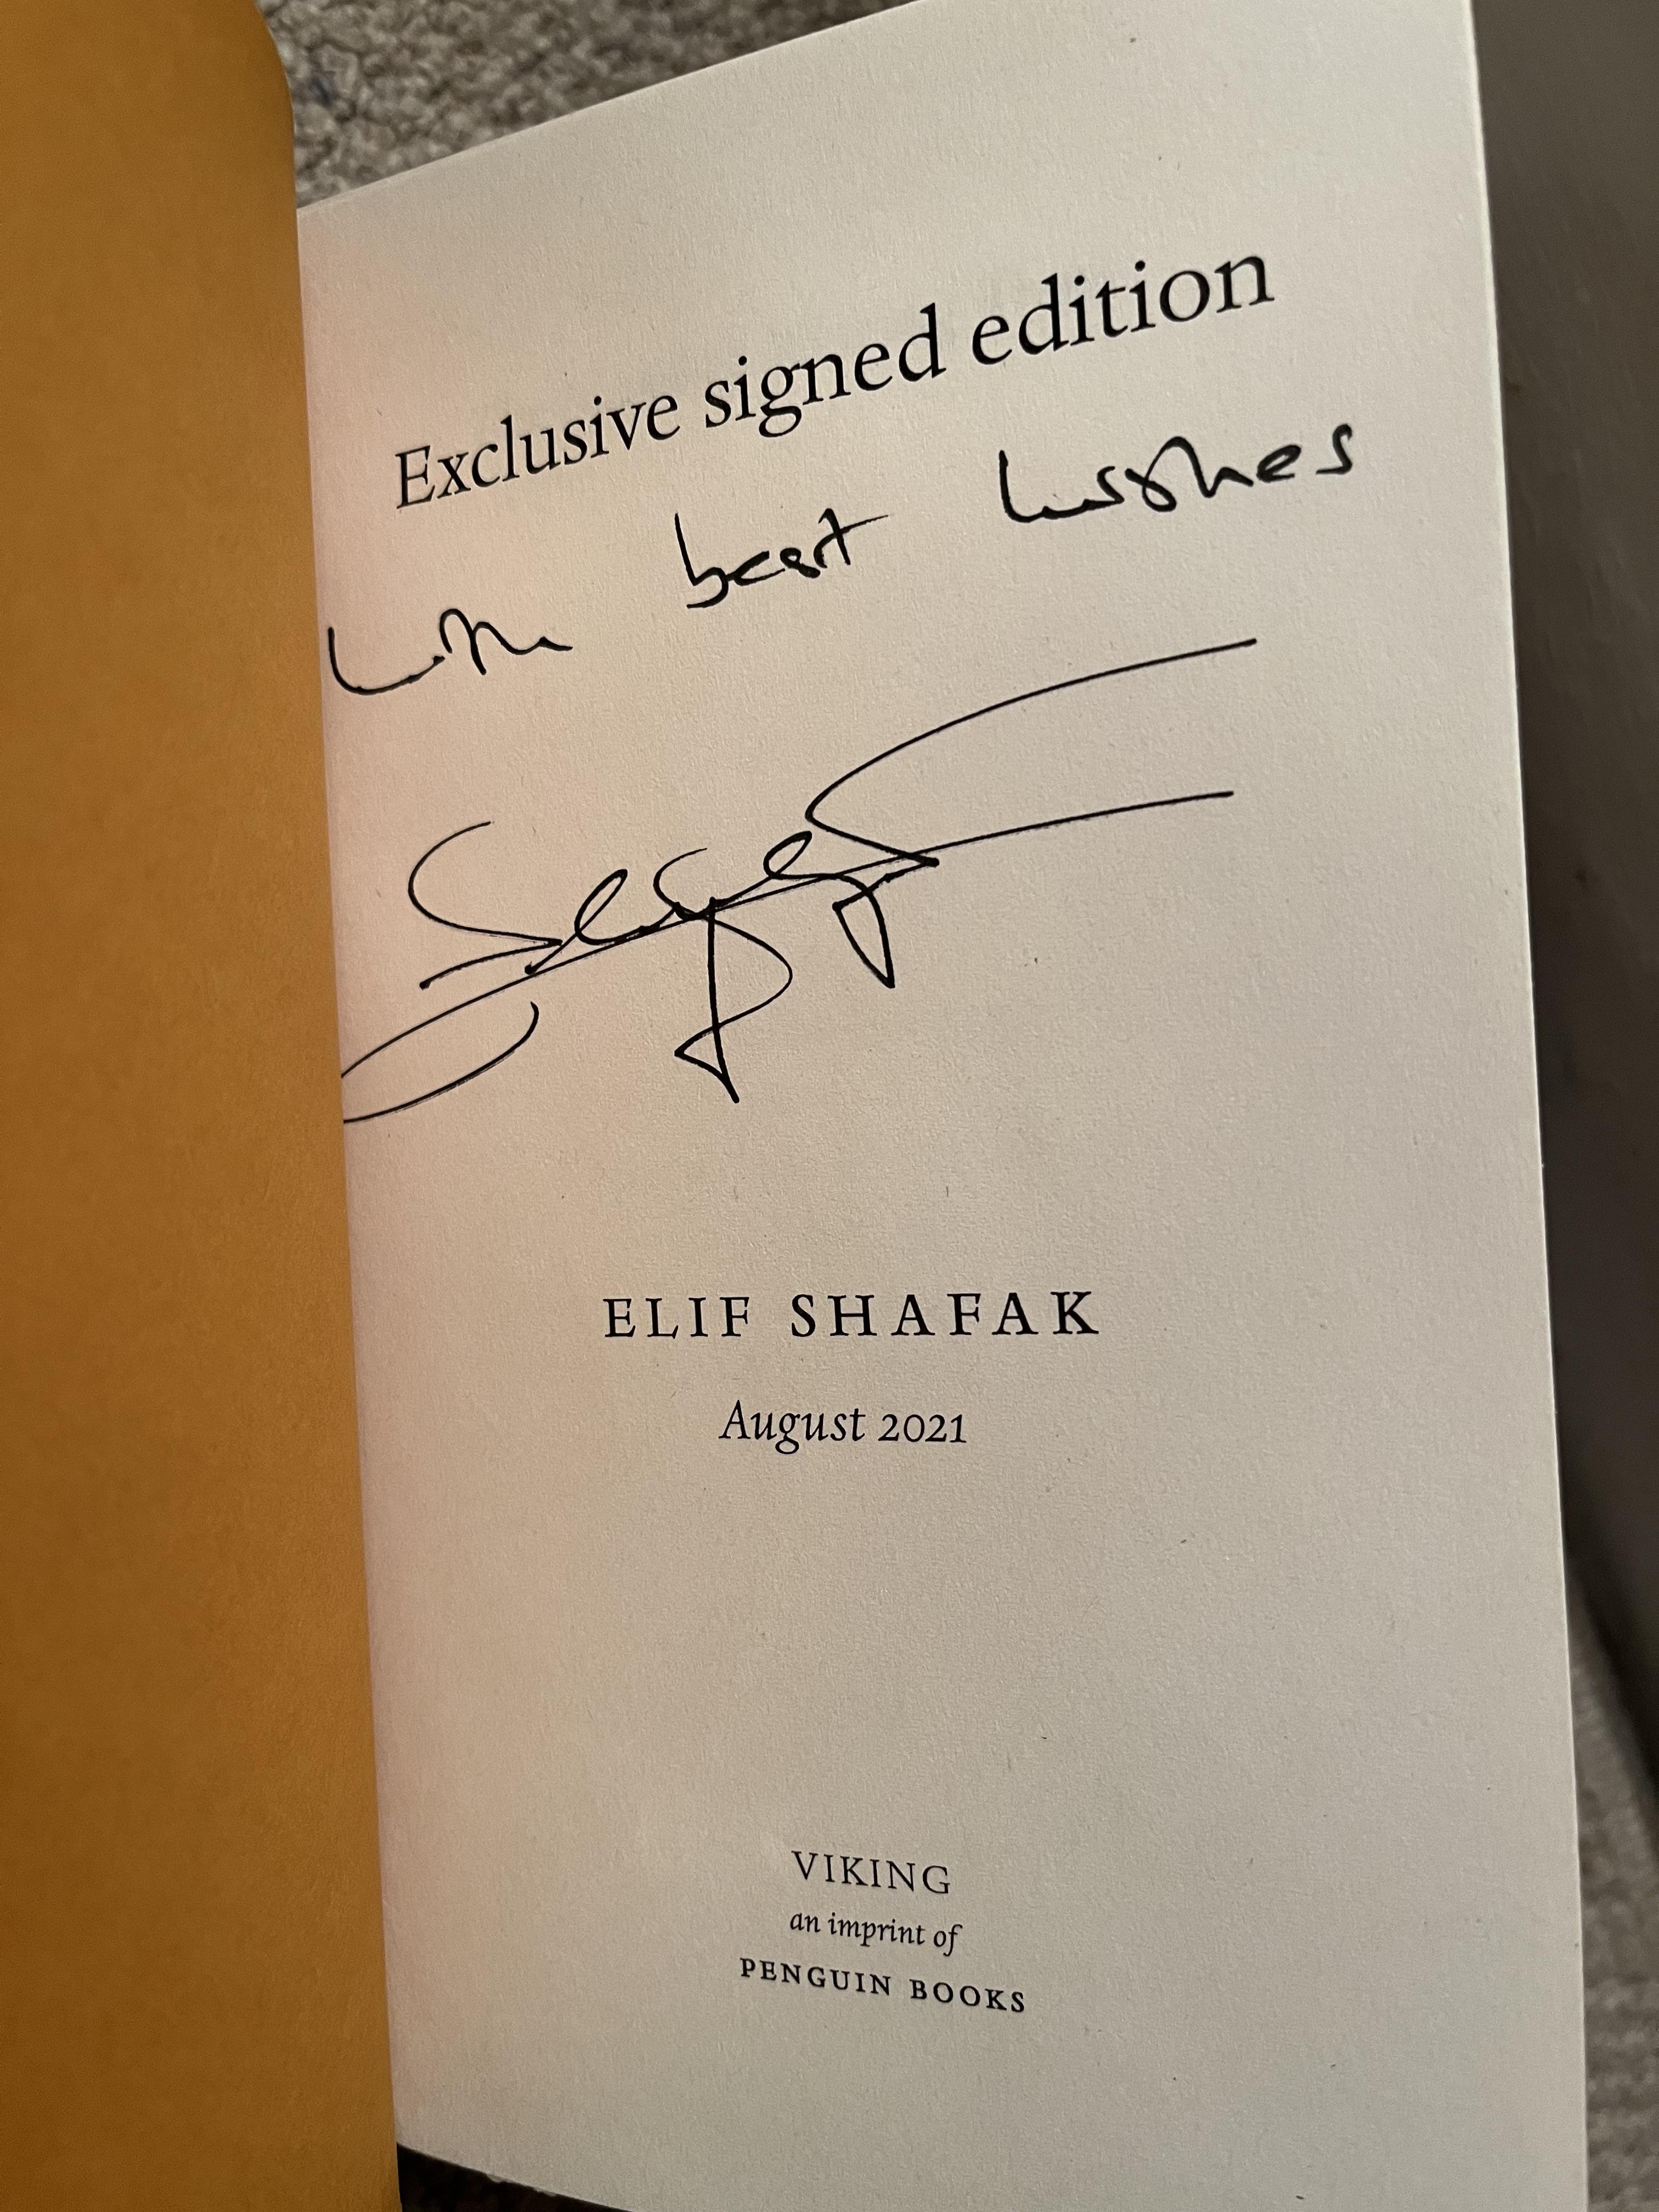 Exclusive signed edition
With best wishes
ELIF SHAFAK
August 2021
VIKING
an imprint of
PENGUIN BOOKS